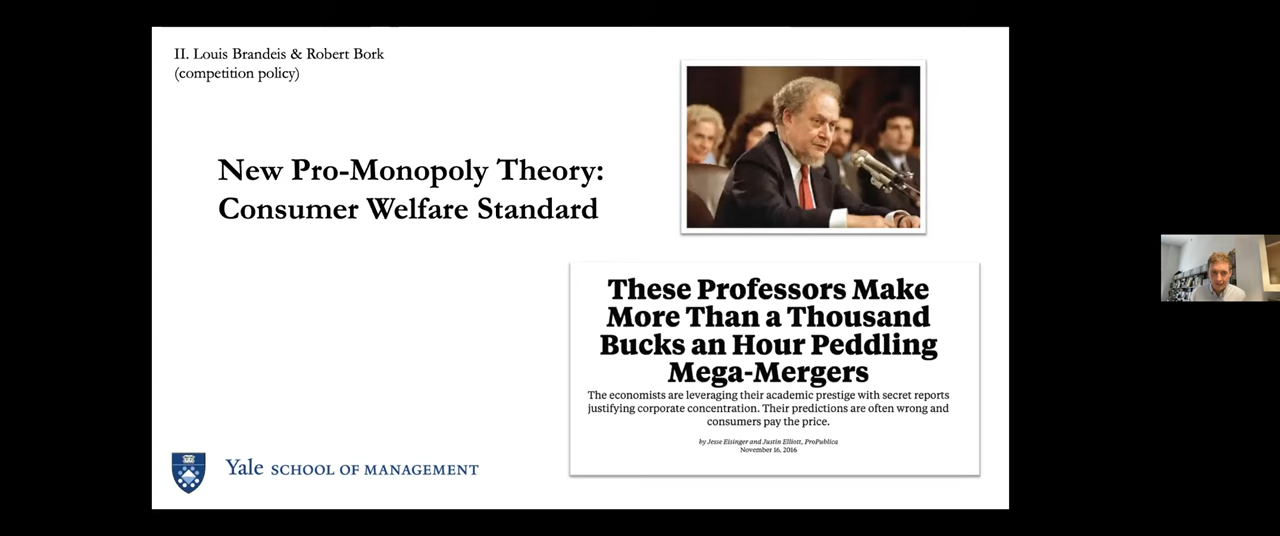 II. Louis Brandeis & Robert Bork
(competition policy)
New Pro-Monopoly Theory:
Consumer Welfare Standard
These Professors Make
More Than a Thousand
Bucks an Hour Peddling
Mega-Mergers
The economists are leveraging their academic prestige with secret reports
justifying corporate concentration. Their predictions are often wrong and
consumers pay the price.
by Jesse Eisinger and Justin Elliott, ProPublica
November 16, 2016
Yale SCHOOL OF MANAGEMENT